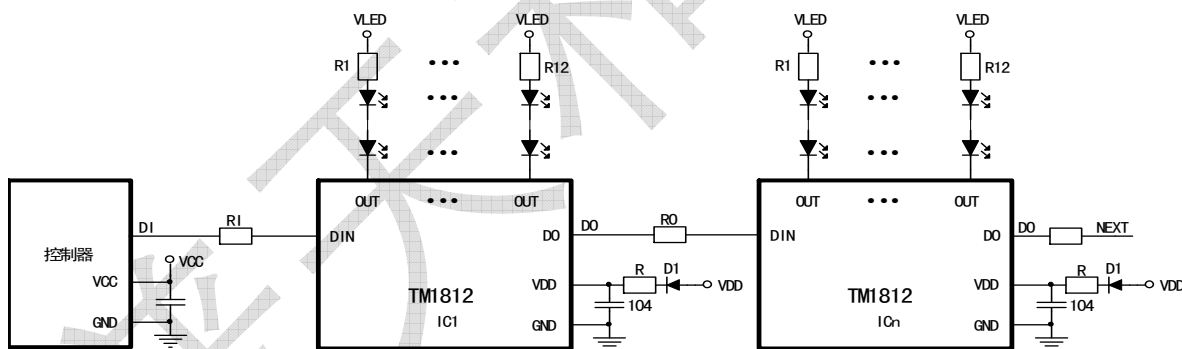 VLED VLED VLED VLED
R1 ••• R12 R1 ••• R12
••• •••
••• •••
OUT ••• OUT OUT ••• OUT
DI RI DIN DO DO RO DIN DO DO NEXT
控制器 VCC
VCC VDD R D1 VDD VDD R D1 VDD
TM1812 104 TM1812 104
GND IC1 GND ICn GND